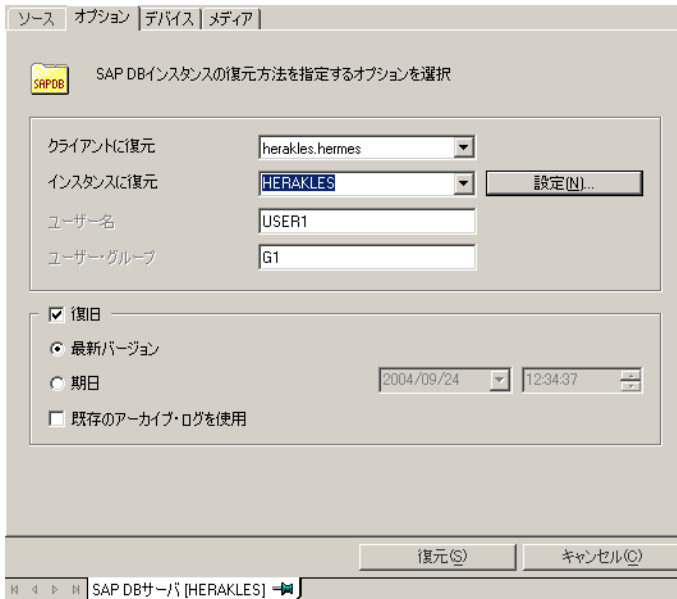 ソース オプション デバイス メディア
SAPDB
SAP DBインスタンスの復元方法を指定するオプションを選択
クライアントに復元 herakles.hermes
インスタンスに復元 HERAKLES 設定(N)...
ユーザー名 USER1
ユーザー・グループ G1
復旧
最新バージョン
期日 2004/09/24 12:34:37
既存のアーカイブ・ログを使用
復元(S) キャンセル(C)
SAP DBサーバ [HERAKLES]